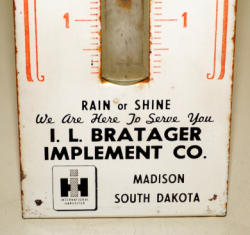 1 1
RAIN or SHINE
We Are Here To Serve You
I. L. BRATAGER
IMPLEMENT CO.
IH
INTERNATIONAL
HARVESTER
MADISON
SOUTH DAKOTA